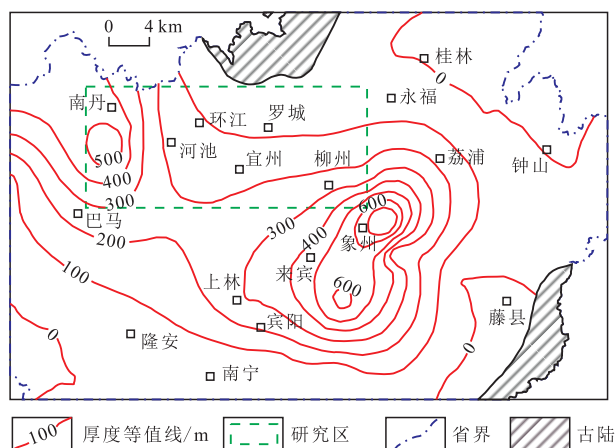 0 4 km
桂林
0
南丹
永福
环江
罗城
钟山
河池
宜州
柳州
荔浦
500
400
300
600
巴马
200
300
400
象州
100
来宾
600
上林
藤县
0
宾阳
隆安
0
南宁
100 厚度等值线/m 研究区 省界 古陆